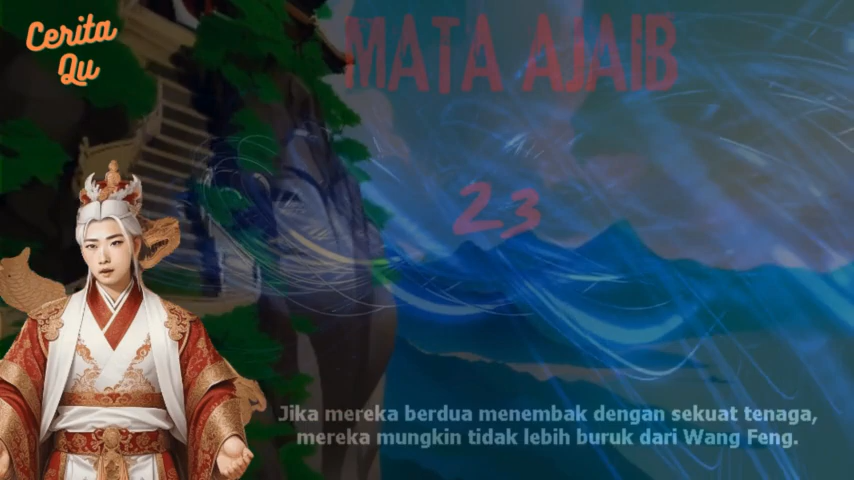 Cerita
Qu
MATA AJAIB
23
Jika mereka berdua menembak dengan sekuat tenaga,
mereka mungkin tidak lebih buruk dari Wang Feng.